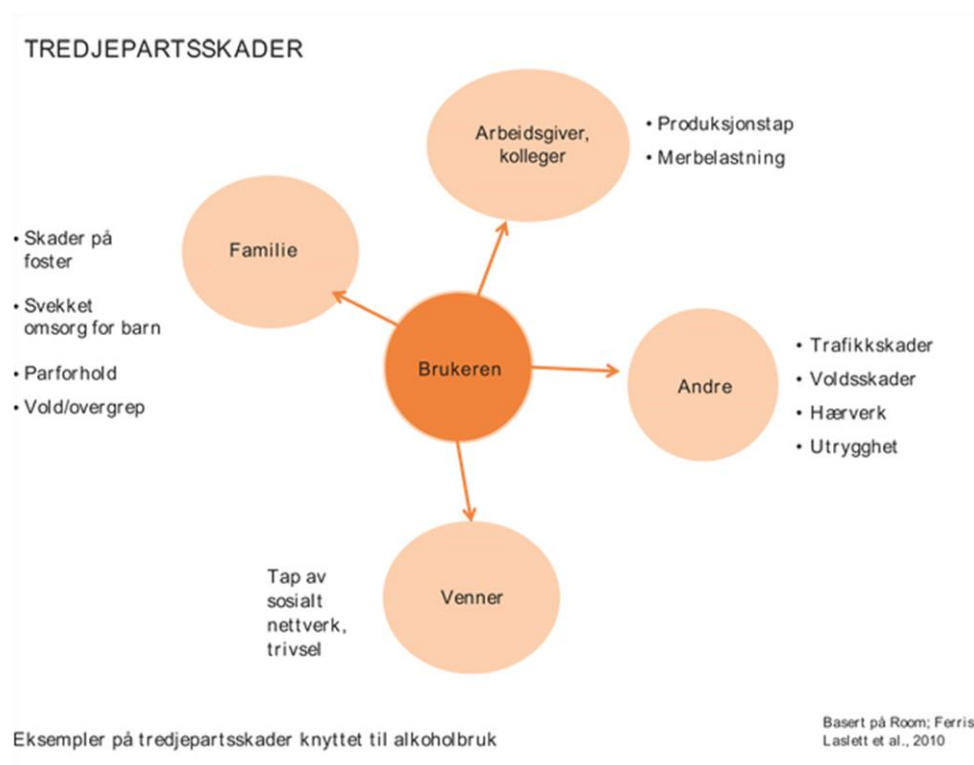 TREDJEPARTSSKADER
Arbeidsgiver,
kolleger
• Produksjonstap
• Merbelastning
Familie
• Skader på
foster
• Svekket
omsorg for barn
• Parforhold
• Vold/overgrep
Brukeren
Andre
• Trafikkskader
• Voldsskader
• Hærverk
• Utrygghet
Venner
Tap av
sosialt
nettverk,
trivsel
Eksempler på tredjepartsskader knyttet til alkoholbruk
Basert på Room; Ferris
Laslett et al., 2010